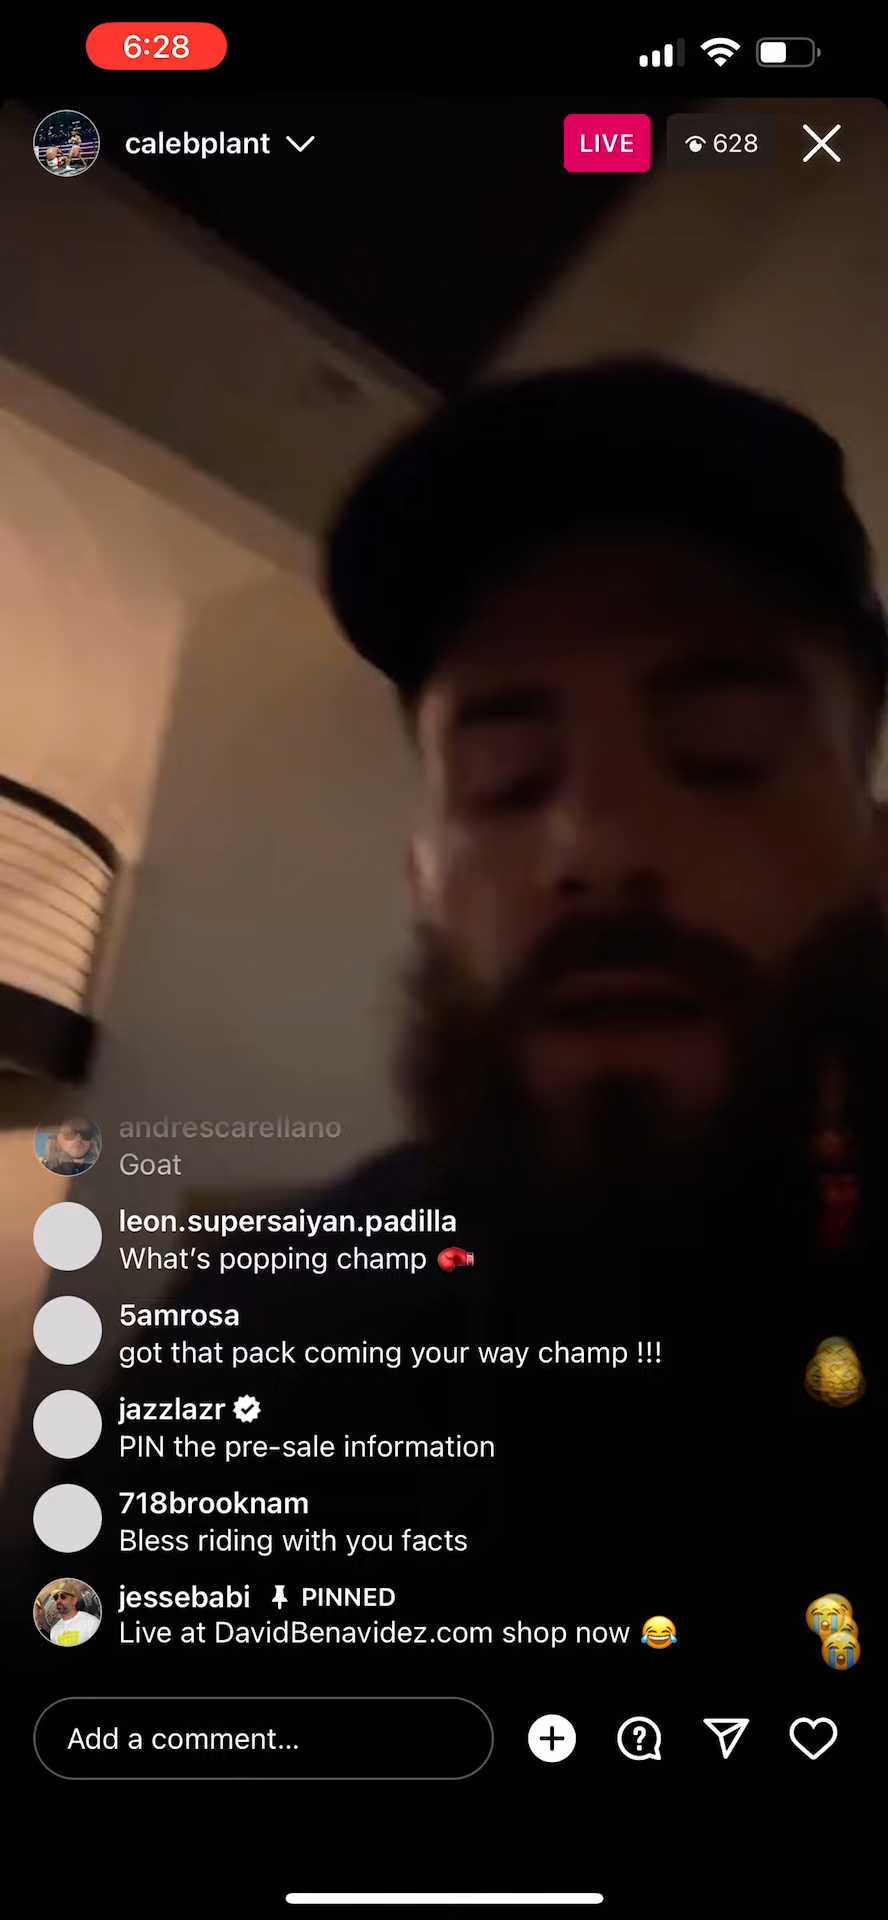 6:28
calebplant
LIVE
628
andrescarellano
Goat
leon.supersaiyan.padilla
What's popping champ 🥊
5amrosa
got that pack coming your way champ !!!
jazzlazr
PIN the pre-sale information
718brooknam
Bless riding with you facts
jessebabi PINNED
Live at DavidBenavidez.com shop now 😂
Add a comment...